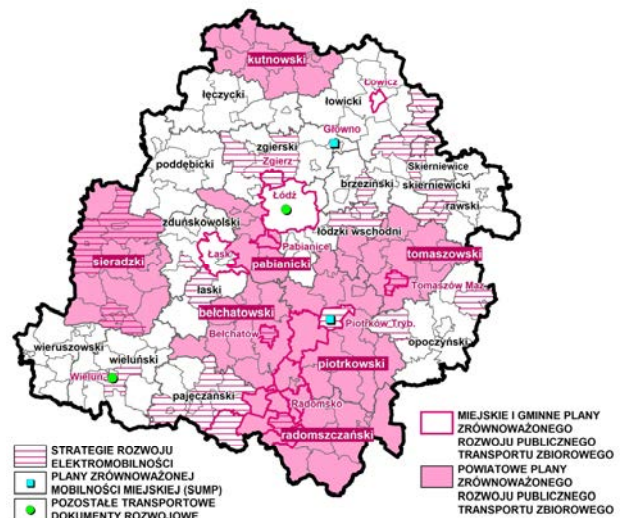 kutnowski
łęczycki
łowicki
Łowicz
Główno
zgierski
Zgierz
poddębicki
Skierniewice
brzeziński
skierniewicki
rawski
Łódź
zduńskowolski
łódzki wschodni
Pabianice
sieradzki
Łask
pabianicki
tomaszowski
łaski
Tomaszów Maz.
bełchatowski
Piotrków Tryb.
Bełchatów
opoczyński
wieruszowski
wieluński
piotrkowski
Wieluń
pajęczański
Radomsko
radomszczański
STRATEGIE ROZWOJU
ELEKTROMOBILNOŚCI
PLANY ZRÓWNOWAŻONEJ
MOBILNOŚCI MIEJSKIEJ (SUMP)
POZOSTAŁE TRANSPORTOWE
DOKUMENTY ROZWOJOWE
MIEJSKIE I GMINNE PLANY
ZRÓWNOWAŻONEGO
ROZWOJU PUBLICZNEGO
TRANSPORTU ZBIOROWEGO
POWIATOWE PLANY
ZRÓWNOWAŻONEGO
ROZWOJU PUBLICZNEGO
TRANSPORTU ZBIOROWEGO